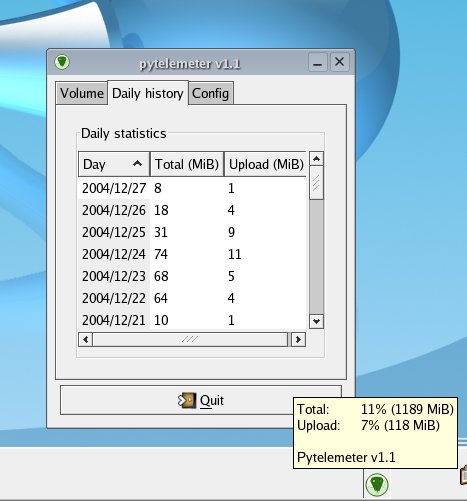 pytelemeter v1.1
Volume Daily history Config
Daily statistics
Day Total (MiB) Upload (MiB)
2004/12/27 8 1
2004/12/26 18 4
2004/12/25 31 9
2004/12/24 74 11
2004/12/23 68 5
2004/12/22 64 4
2004/12/21 10 1
Quit
Total: 11% (1189 MiB)
Upload: 7% (118 MiB)
Pytelemeter v1.1